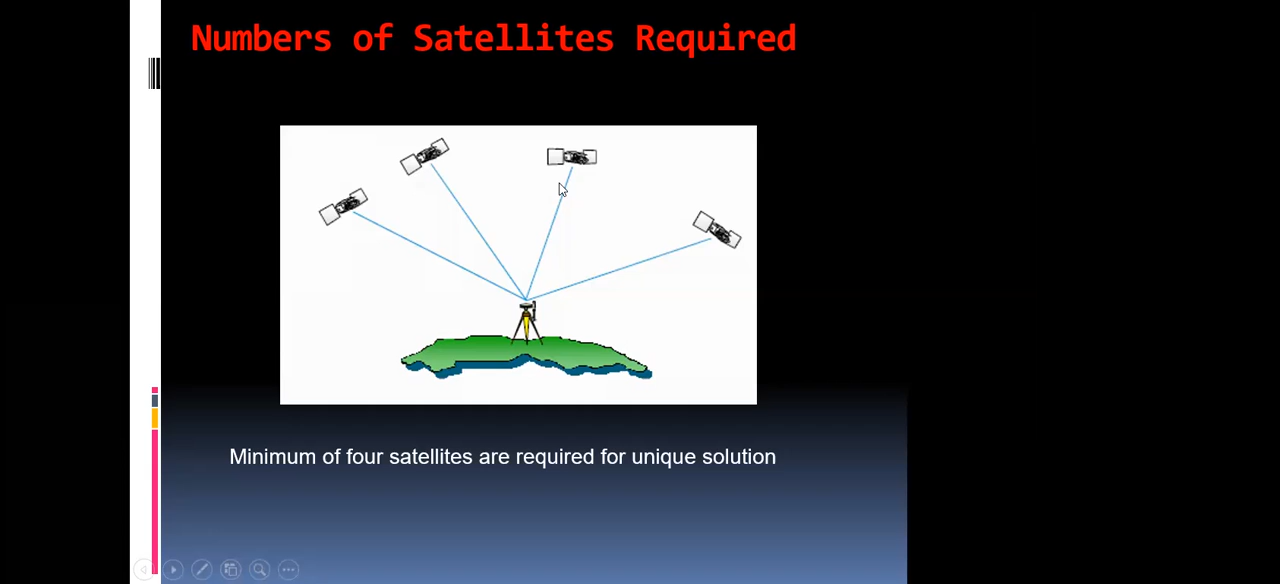 Numbers of Satellites Required
Minimum of four satellites are required for unique solution